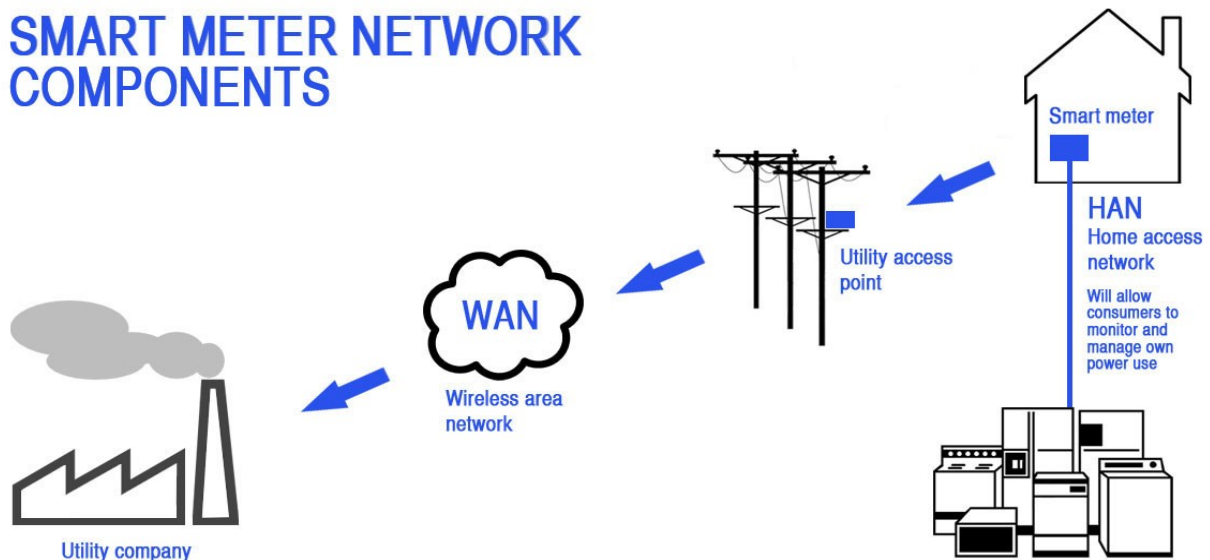 SMART METER NETWORK
COMPONENTS
Smart meter
HAN
Home access
network
Will allow
consumers to
monitor and
manage own
power use
Utility access
point
WAN
Wireless area
network
Utility company